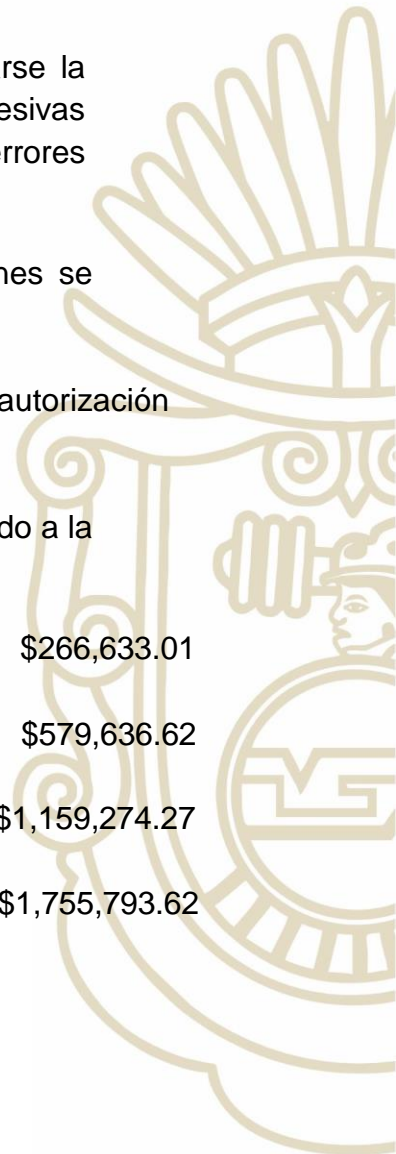 rse la
esivas
errores
nes se
autorización
do a la
$266,633.01
$579,636.62
$1,159,274.27
$1,755,793.62